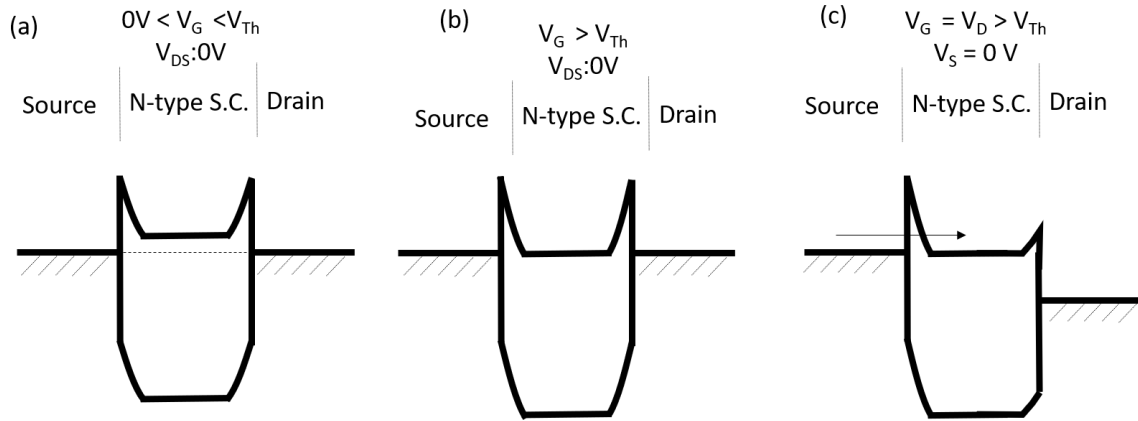 (a)
0V < V_G <V_Th
V_DS:0V
Source N-type S.C. Drain
(b)
V_G > V_Th
V_DS:0V
Source N-type S.C. Drain
(c)
V_G = V_D > V_Th
V_S = 0 V
Source N-type S.C. Drain